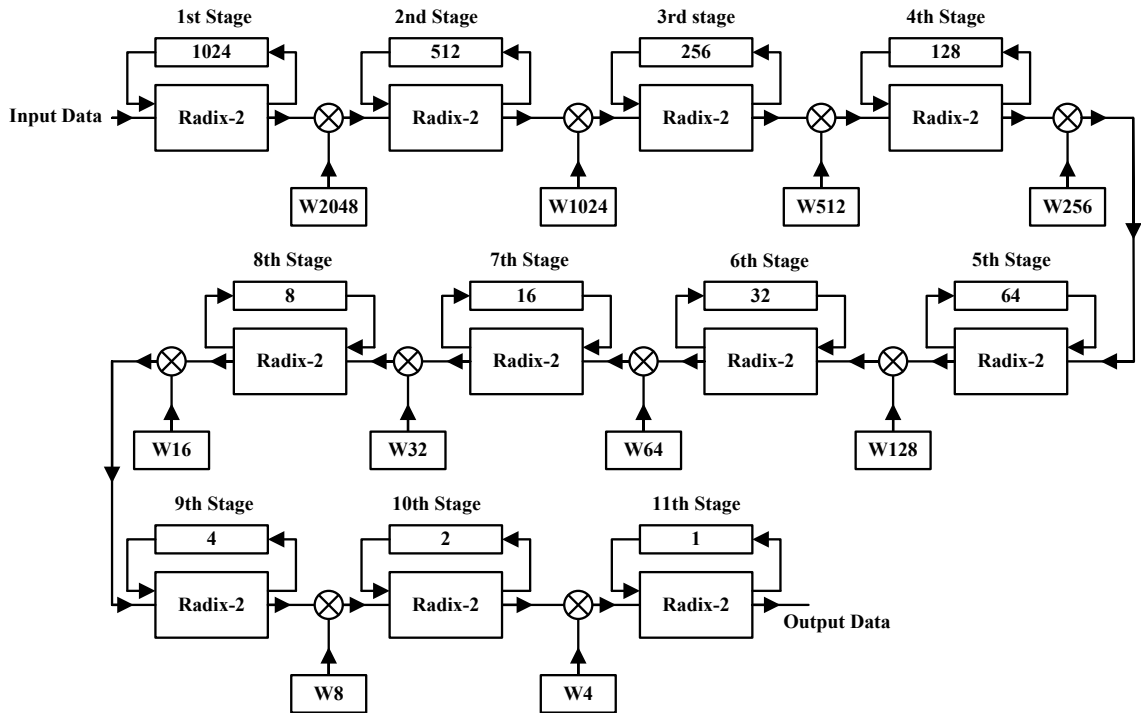 1st Stage 2nd Stage 3rd stage 4th Stage
1024 512 256 128
Input Data Radix-2 Radix-2 Radix-2 Radix-2
W2048 W1024 W512 W256
8th Stage 7th Stage 6th Stage 5th Stage
8 16 32 64
Radix-2 Radix-2 Radix-2 Radix-2
W16 W32 W64 W128
9th Stage 10th Stage 11th Stage
4 2 1
Radix-2 Radix-2 Radix-2
Output Data
W8 W4